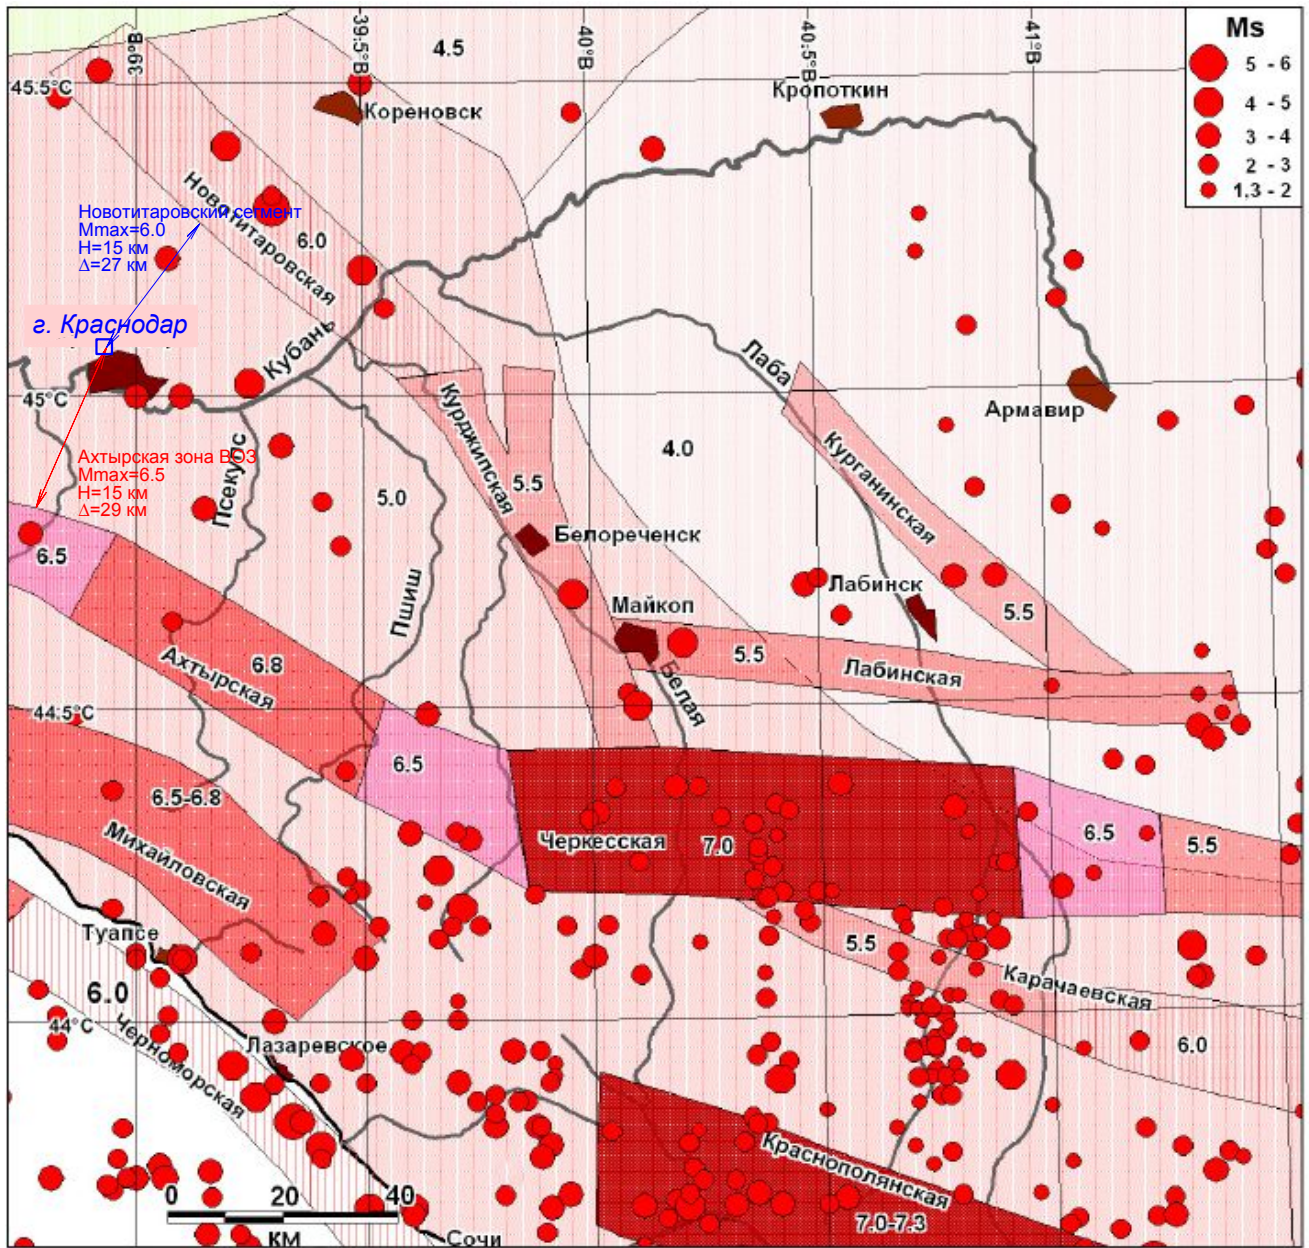 39°В
39.5°В
40°В
40.5°В
41°В
Ms
5 - 6
4 - 5
3 - 4
2 - 3
1,3 - 2
4.5
45.5°С
Кореновск
Кропоткин
Новотитаровская
6.0
Новотитаровский сегмент
Mmax=6.0
H=15 км
Δ=27 км
г. Краснодар
Кубань
Лаба
45°С
Армавир
Курджипская
Курганинская
4.0
Ахтырская зона ВОЗ
Mmax=6.5
H=15 км
Δ=29 км
Псекупс
5.0
5.5
Белореченск
6.5
Пшиш
Майкоп
Лабинск
5.5
6.8
Ахтырская
5.5
Лабинская
Белая
44.5°С
6.5
6.5-6.8
Михайловская
Черкесская
7.0
6.5
5.5
Туапсе
5.5
Карачаевская
6.0
44°С
Черноморская
Лазаревское
6.0
Краснополянская
7.0-7.3
0 20 40
км
Сочи